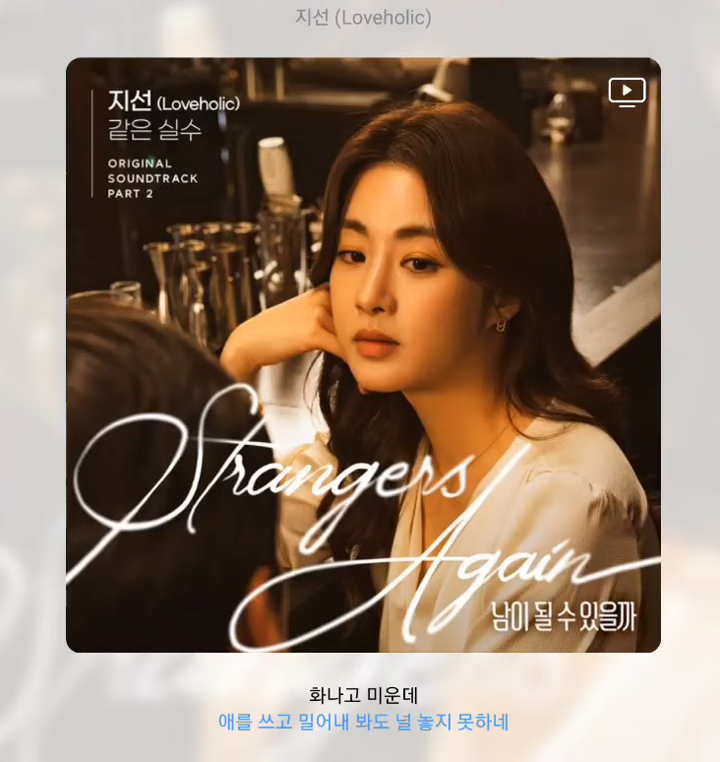 지선 (Loveholic)
지선 (Loveholic)
같은 실수
ORIGINAL
SOUNDTRACK
PART 2
Strangers
Again
남이 될 수 있을까
화나고 미운데
애를 쓰고 밀어내 봐도 널 놓지 못하네